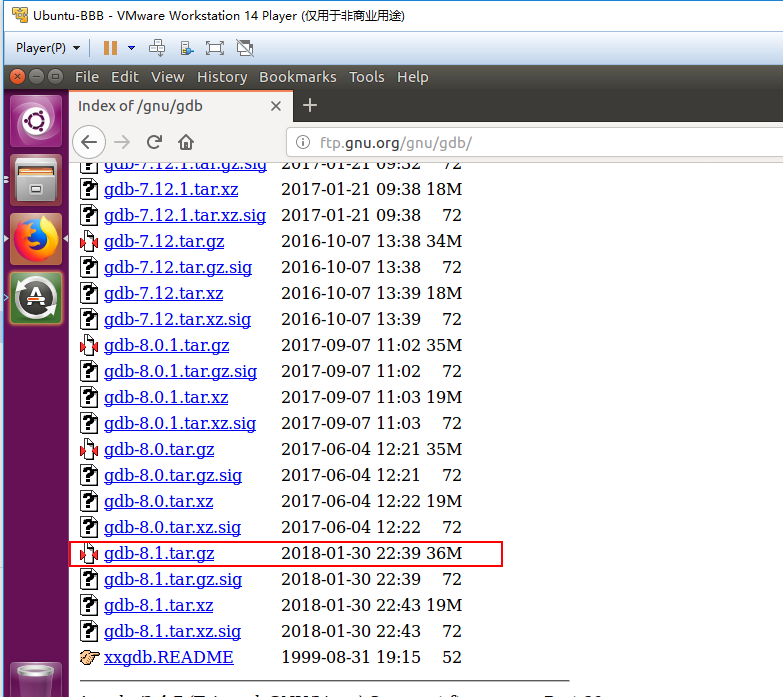 Ubuntu-BBB - VMware Workstation 14 Player (仅用于非商业用途)
Player(P)
File Edit View History Bookmarks Tools Help
Index of /gnu/gdb
ftp.gnu.org/gnu/gdb/
gdb-7.12.1.tar.gz.sig 2017-01-21 09:32 72
gdb-7.12.1.tar.xz 2017-01-21 09:38 18M
gdb-7.12.1.tar.xz.sig 2017-01-21 09:38 72
gdb-7.12.tar.gz 2016-10-07 13:38 34M
gdb-7.12.tar.gz.sig 2016-10-07 13:38 72
gdb-7.12.tar.xz 2016-10-07 13:39 18M
gdb-7.12.tar.xz.sig 2016-10-07 13:39 72
gdb-8.0.1.tar.gz 2017-09-07 11:02 35M
gdb-8.0.1.tar.gz.sig 2017-09-07 11:02 72
gdb-8.0.1.tar.xz 2017-09-07 11:03 19M
gdb-8.0.1.tar.xz.sig 2017-09-07 11:03 72
gdb-8.0.tar.gz 2017-06-04 12:21 35M
gdb-8.0.tar.gz.sig 2017-06-04 12:21 72
gdb-8.0.tar.xz 2017-06-04 12:22 19M
gdb-8.0.tar.xz.sig 2017-06-04 12:22 72
gdb-8.1.tar.gz 2018-01-30 22:39 36M
gdb-8.1.tar.gz.sig 2018-01-30 22:39 72
gdb-8.1.tar.xz 2018-01-30 22:43 19M
gdb-8.1.tar.xz.sig 2018-01-30 22:43 72
xxgdb.README 1999-08-31 19:15 52